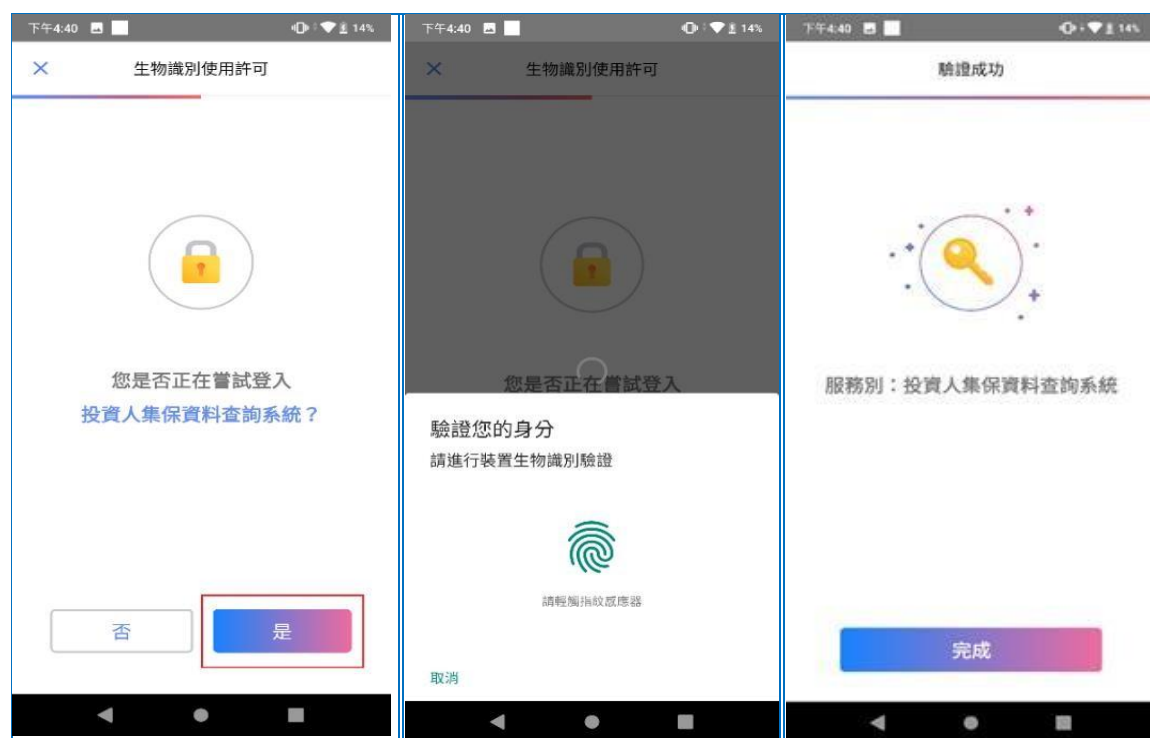 下午4:40
14%
生物識別使用許可
您是否正在嘗試登入
投資人集保資料查詢系統？
否
是
下午4:40
14%
生物識別使用許可
您是否正在嘗試登入
驗證您的身分
請進行裝置生物識別驗證
請輕觸指紋感應器
取消
下午4:40
14%
驗證成功
服務別：投資人集保資料查詢系統
完成